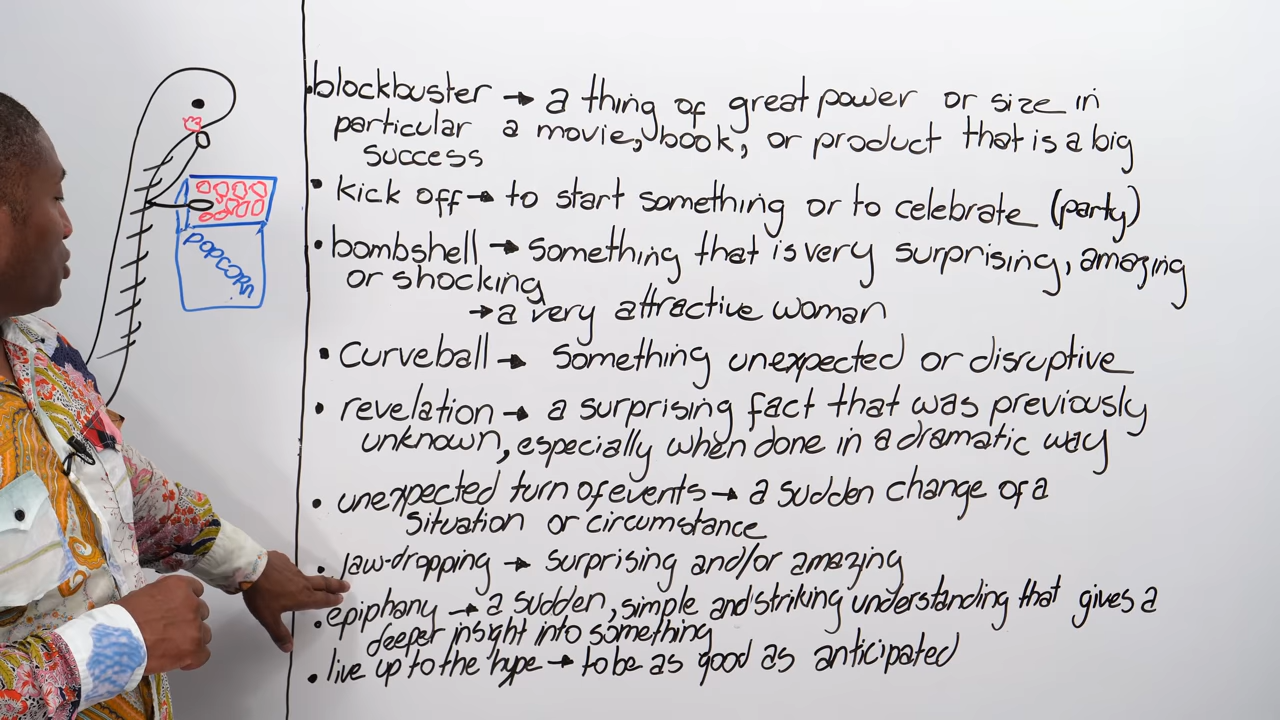 POPCORN
•blockbuster → a thing of great power or size in
particular a movie, book, or product that is a big
success
• kick off → to start something or to celebrate (party)
• bombshell → something that is very surprising, amazing
or shocking
→ a very attractive woman
• curveball → something unexpected or disruptive
• revelation → a surprising fact that was previously
unknown, especially when done in a dramatic way
• unexpected turn of events → a sudden change of a
situation or circumstance
• jaw-dropping → surprising and/or amazing
• epiphany → a sudden, simple and striking understanding that gives a
deeper insight into something
• live up to the hype → to be as good as anticipated